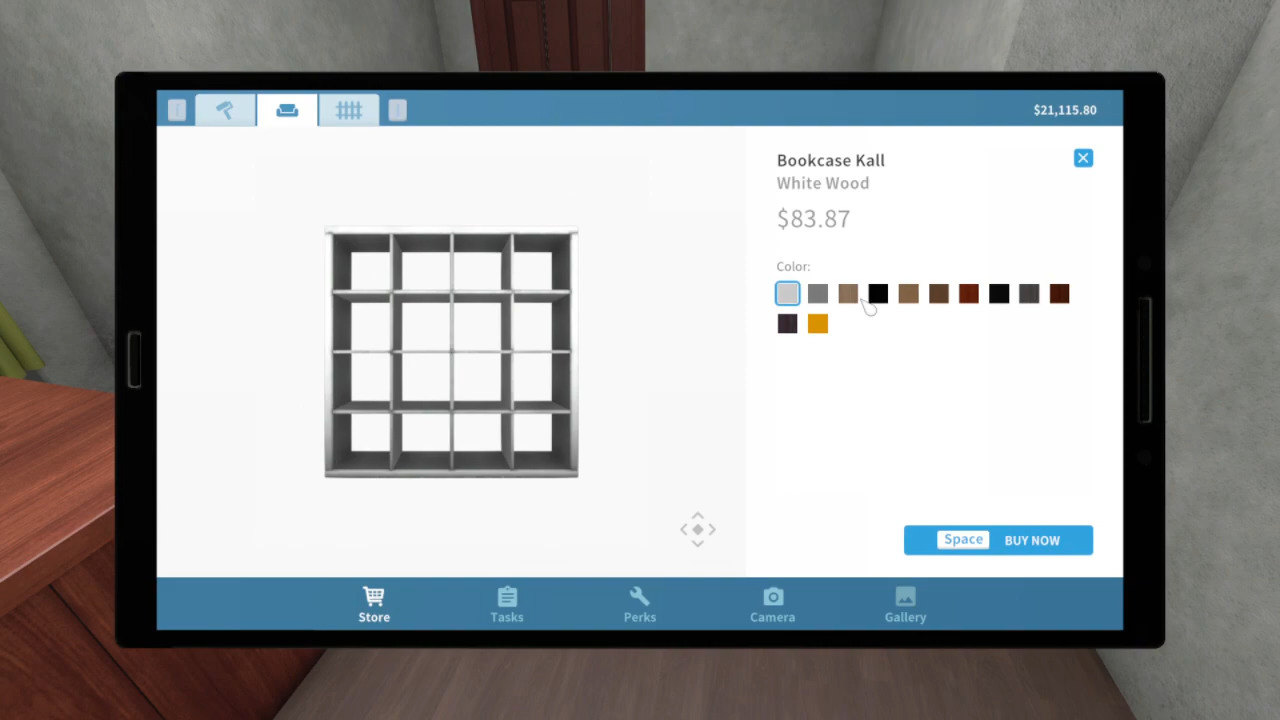 $21,115.80
Bookcase Kall
White Wood
$83.87
Color:
Space BUY NOW
Store Tasks Perks Camera Gallery